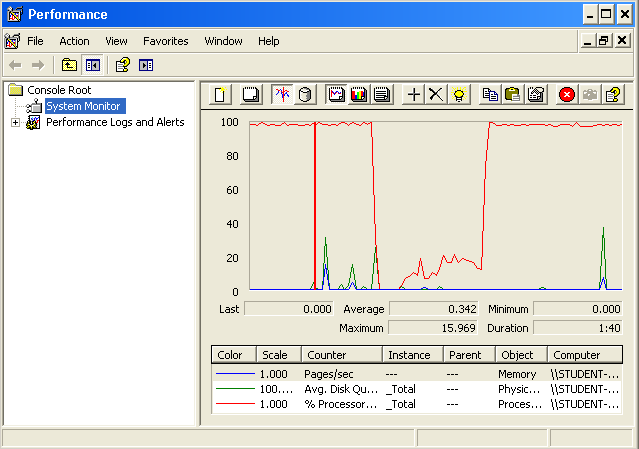 Performance
File Action View Favorites Window Help
Console Root
System Monitor
Performance Logs and Alerts
100
80
60
40
20
0
Last 0.000 Average 0.342 Minimum 0.000
Maximum 15.969 Duration 1:40
Color Scale Counter Instance Parent Object Computer
1.000 Pages/sec --- --- Memory \\STUDENT-...
100.... Avg. Disk Qu... _Total --- Physic... \\STUDENT-...
1.000 % Processor... _Total --- Proces... \\STUDENT-...